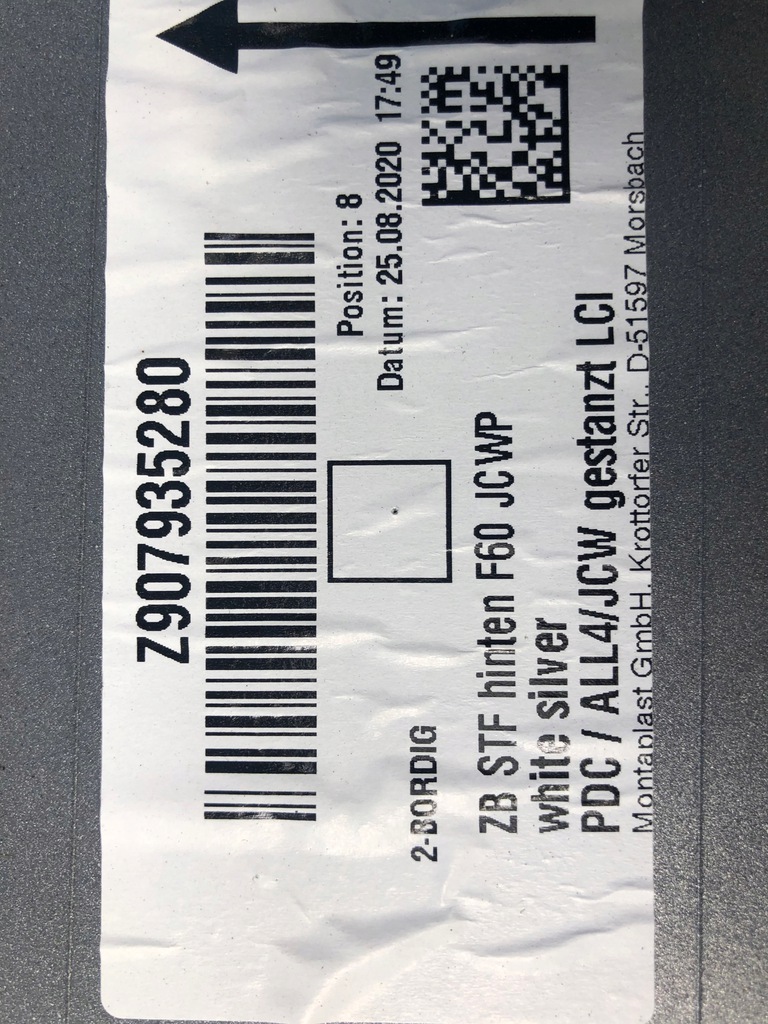 Z907935280
Position: 8
Datum: 25.08.2020 17:49
2-BORDIG
ZB STF hinten F60 JCWP
white silver
PDC / ALL4/JCW gestanzt LCI
Montaplast GmbH, Krottorfer Str., D-51597 Morsbach